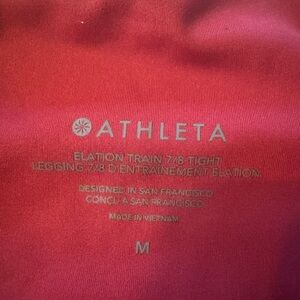 ATHLETA
ELATION TRAIN 7/8 TIGHT
LEGGING 7/8 D'ENTRAÎNEMENT ELATION
DESIGNED IN SAN FRANCISCO
CONÇU À SAN FRANCISCO
MADE IN VIETNAM
M